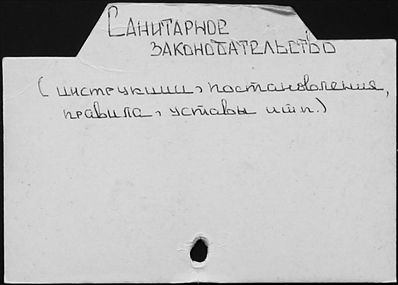 Санитарное
законодательство
(инструкции, постановления,
правила, уставы и т.п.)